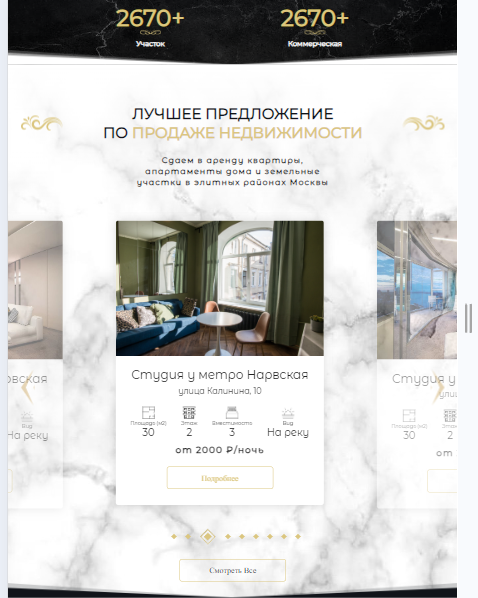 2670+ 2670+
Участок Коммерческая
ЛУЧШЕЕ ПРЕДЛОЖЕНИЕ
ПО ПРОДАЖЕ НЕДВИЖИМОСТИ
Сдаем в аренду квартиры,
апартаменты дома и земельные
участки в элитных районах Москвы
Студия у метро Нарвская
Студия у
улица Калинина, 10
Площадь (м2) Этаж Вместимость Вид
30 2 3 На реку
На реку
Площадь (м2) Этаж
30 2
от 2000 ₽/ночь
от
Подробнее
Смотреть Все